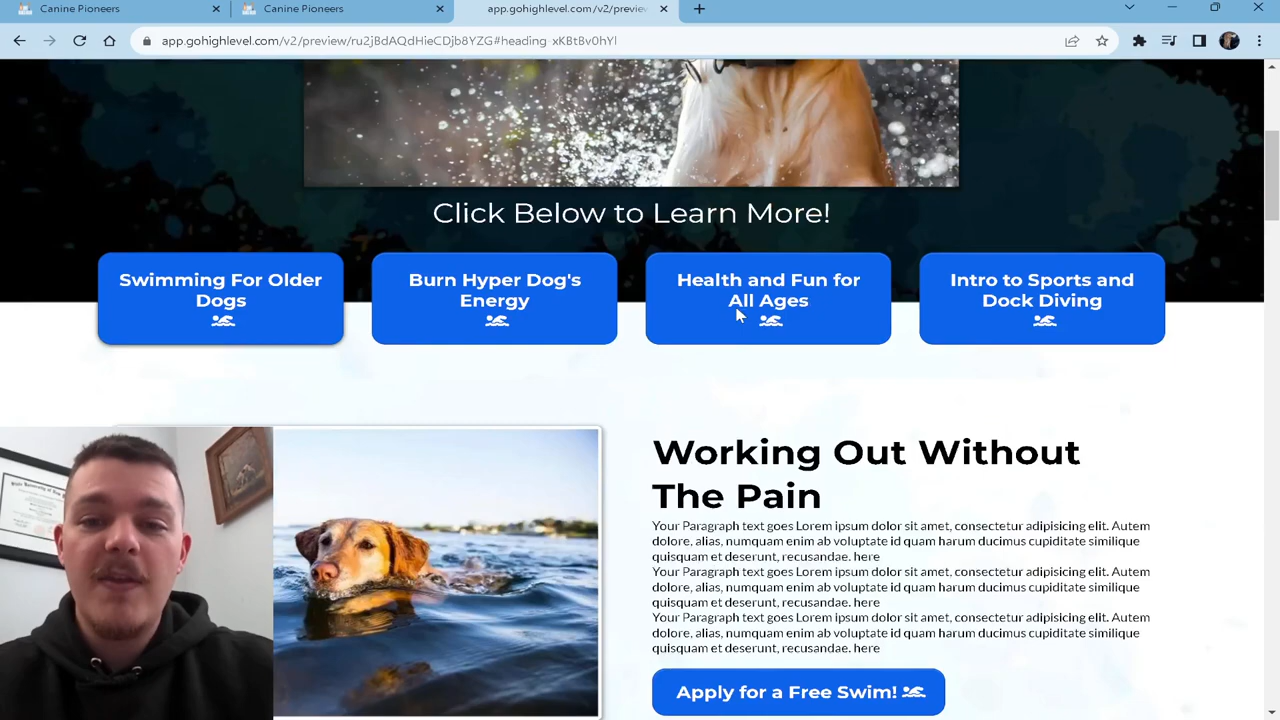 Canine Pioneers
Canine Pioneers
app.gohighlevel.com/v2/previev
app.gohighlevel.com/v2/preview/ru2jBdAQdHieCDjb8YZG#heading-xKBtBv0hYl
Click Below to Learn More!
Swimming For Older
Dogs
Burn Hyper Dog's
Energy
Health and Fun for
All Ages
Intro to Sports and
Dock Diving
Working Out Without
The Pain
Your Paragraph text goes Lorem ipsum dolor sit amet, consectetur adipisicing elit. Autem
dolore, alias, numquam enim ab voluptate id quam harum ducimus cupiditate similique
quisquam et deserunt, recusandae. here
Your Paragraph text goes Lorem ipsum dolor sit amet, consectetur adipisicing elit. Autem
dolore, alias, numquam enim ab voluptate id quam harum ducimus cupiditate similique
quisquam et deserunt, recusandae. here
Your Paragraph text goes Lorem ipsum dolor sit amet, consectetur adipisicing elit. Autem
dolore, alias, numquam enim ab voluptate id quam harum ducimus cupiditate similique
quisquam et deserunt, recusandae. here
Apply for a Free Swim!